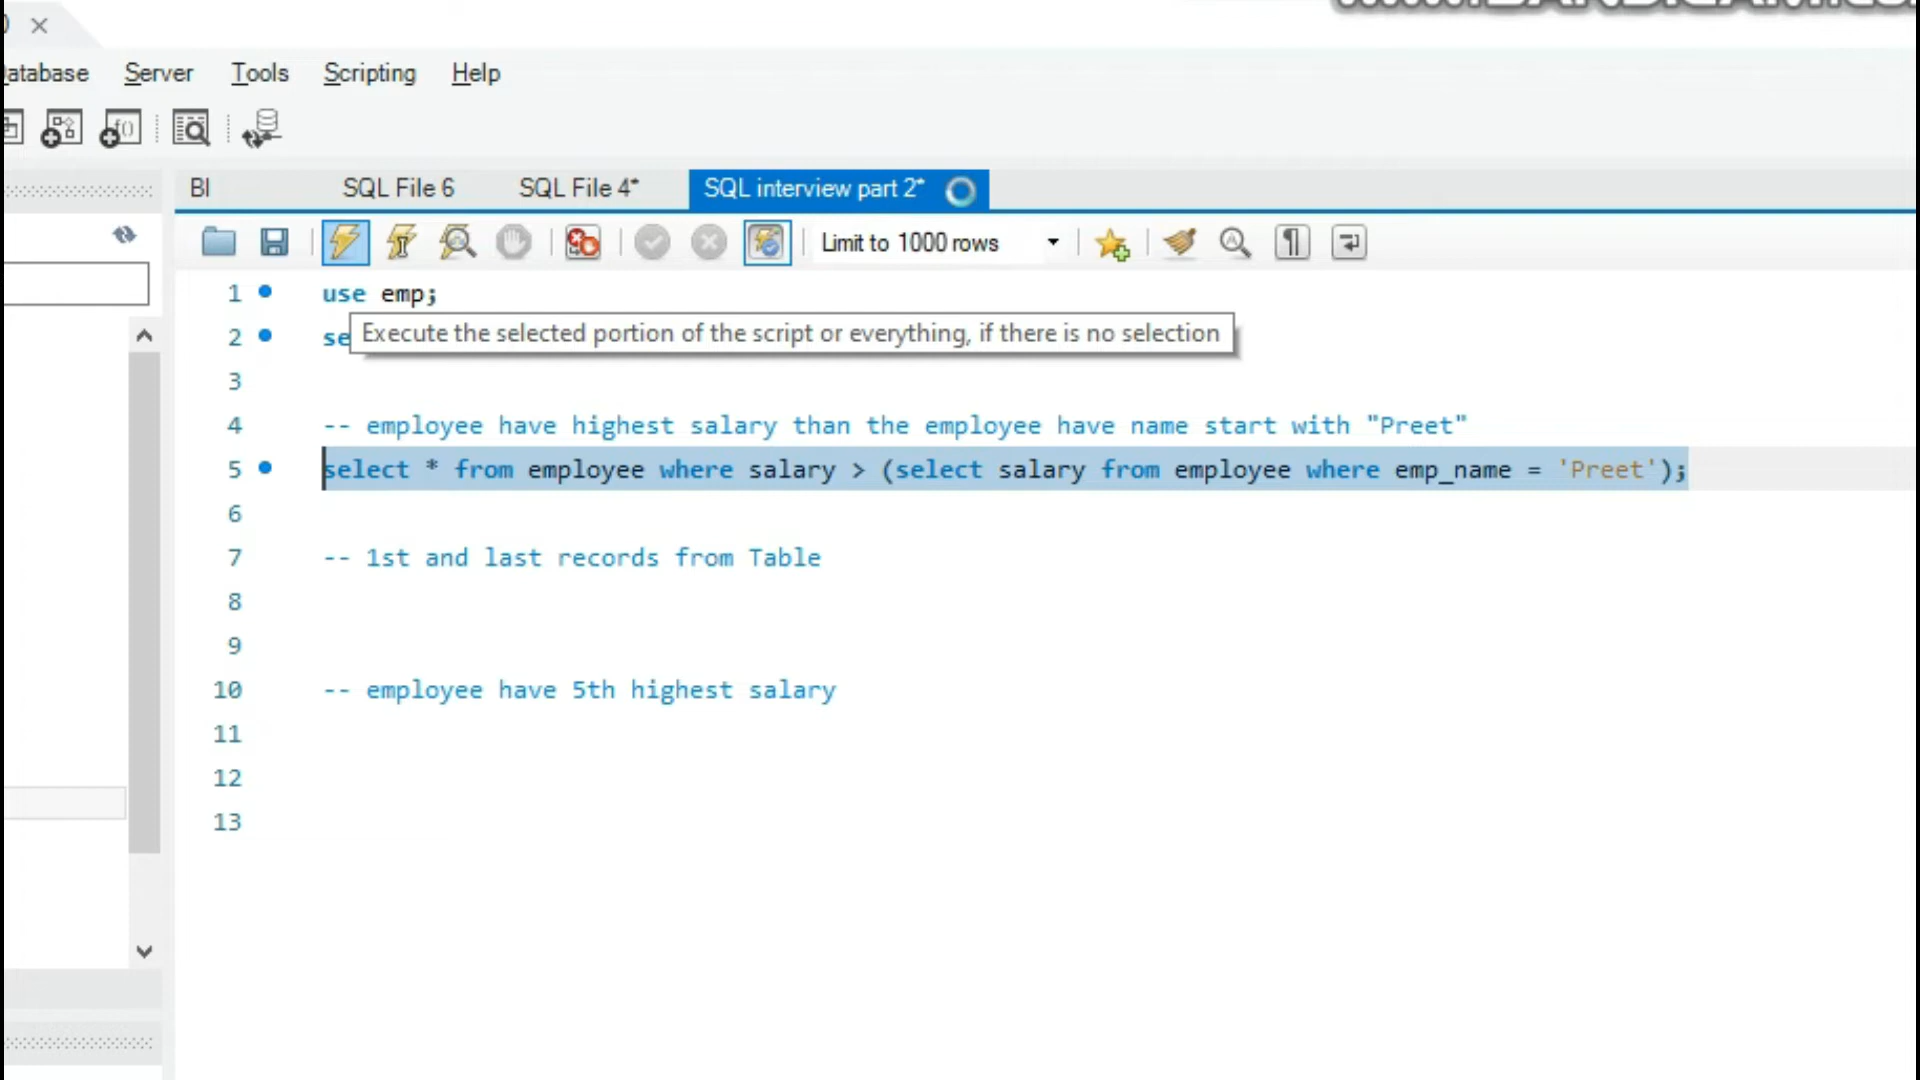 Server Tools Scripting Help
BI SQL File 6 SQL File 4* SQL interview part 2*
Limit to 1000 rows
1 use emp;
2 se
Execute the selected portion of the script or everything, if there is no selection
3
4 -- employee have highest salary than the employee have name start with "Preet"
5 select * from employee where salary > (select salary from employee where emp_name = 'Preet');
6
7 -- 1st and last records from Table
8
9
10 -- employee have 5th highest salary
11
12
13